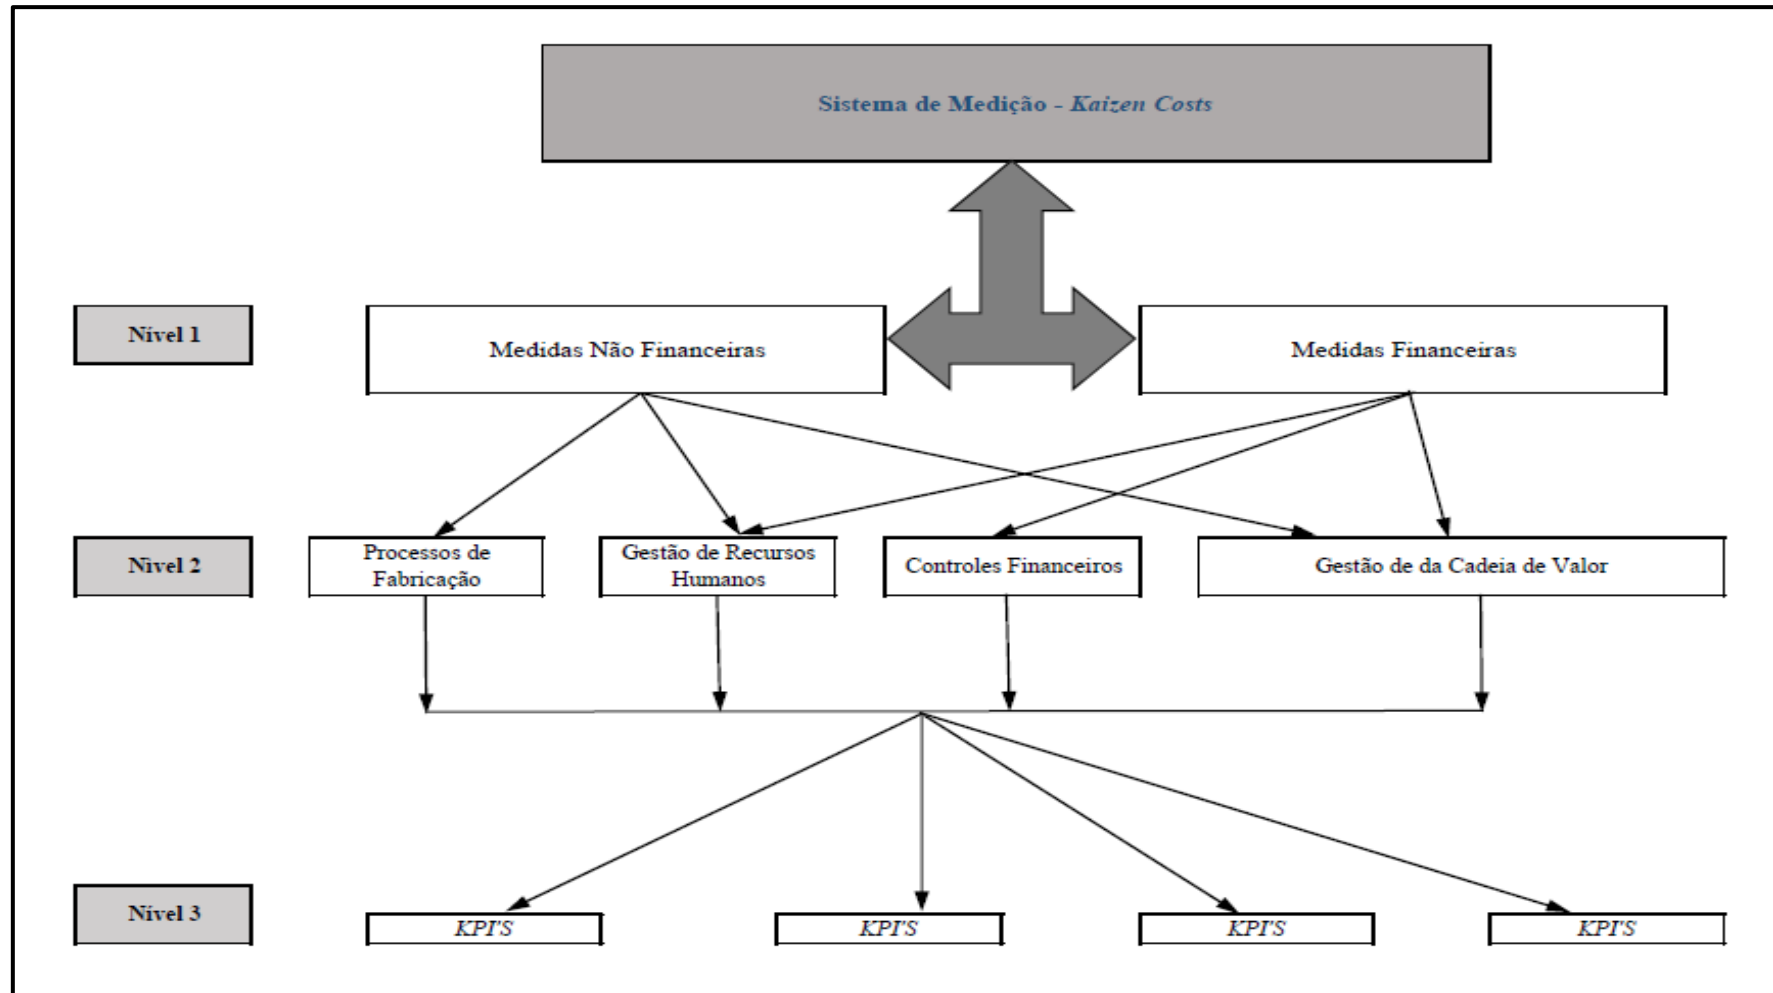 Sistema de Medição - Kaizen Costs
Nível 1
Medidas Não Financeiras
Medidas Financeiras
Nível 2
Processos de
Fabricação
Gestão de Recursos
Humanos
Controles Financeiros
Gestão de da Cadeia de Valor
Nível 3
KPI'S
KPI'S
KPI'S
KPI'S